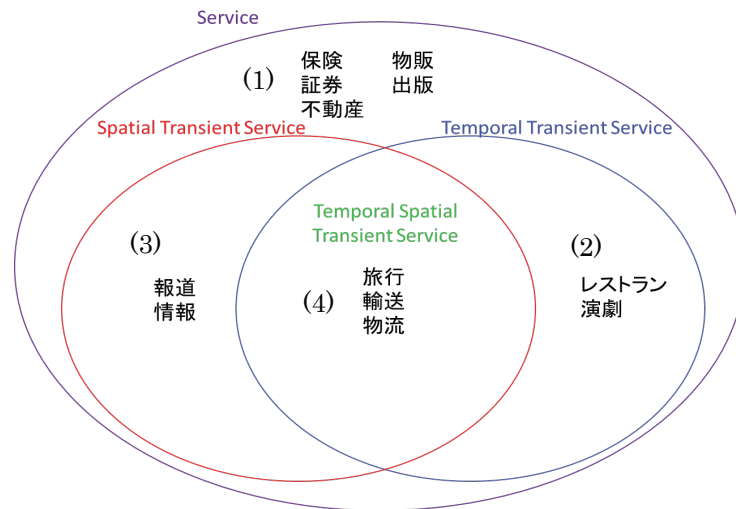 Service
(1)
保険 物販
証券 出版
不動産
Spatial Transient Service
Temporal Transient Service
Temporal Spatial
Transient Service
(3)
報道
情報
(4)
旅行
輸送
物流
(2)
レストラン
演劇